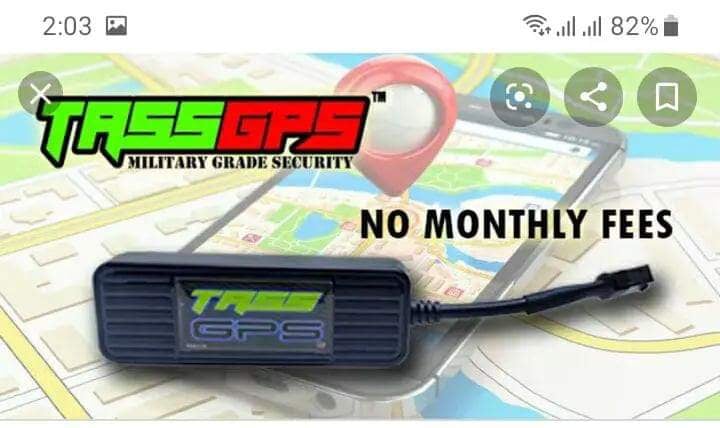 2:03
82%
TASSGPS™
MILITARY GRADE SECURITY
NO MONTHLY FEES
TASS
GPS